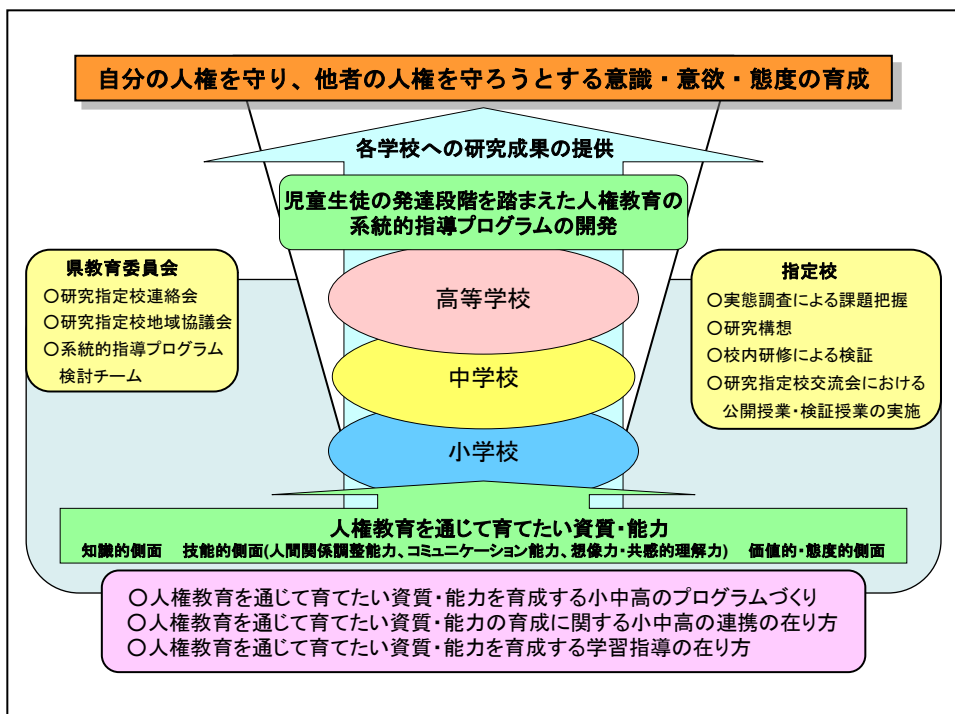 自分の人権を守り、他者の人権を守ろうとする意識・意欲・態度の育成
各学校への研究成果の提供
児童生徒の発達段階を踏まえた人権教育の
系統的指導プログラムの開発
県教育委員会
○研究指定校連絡会
○研究指定校地域協議会
○系統的指導プログラム
検討チーム
高等学校
中学校
小学校
指定校
○実態調査による課題把握
○研究構想
○校内研修による検証
○研究指定校交流会における
公開授業・検証授業の実施
人権教育を通じて育てたい資質・能力
知識的側面 技能的側面(人間関係調整能力、コミュニケーション能力、想像力・共感的理解力) 価値的・態度的側面
○人権教育を通じて育てたい資質・能力を育成する小中高のプログラムづくり
○人権教育を通じて育てたい資質・能力の育成に関する小中高の連携の在り方
○人権教育を通じて育てたい資質・能力を育成する学習指導の在り方